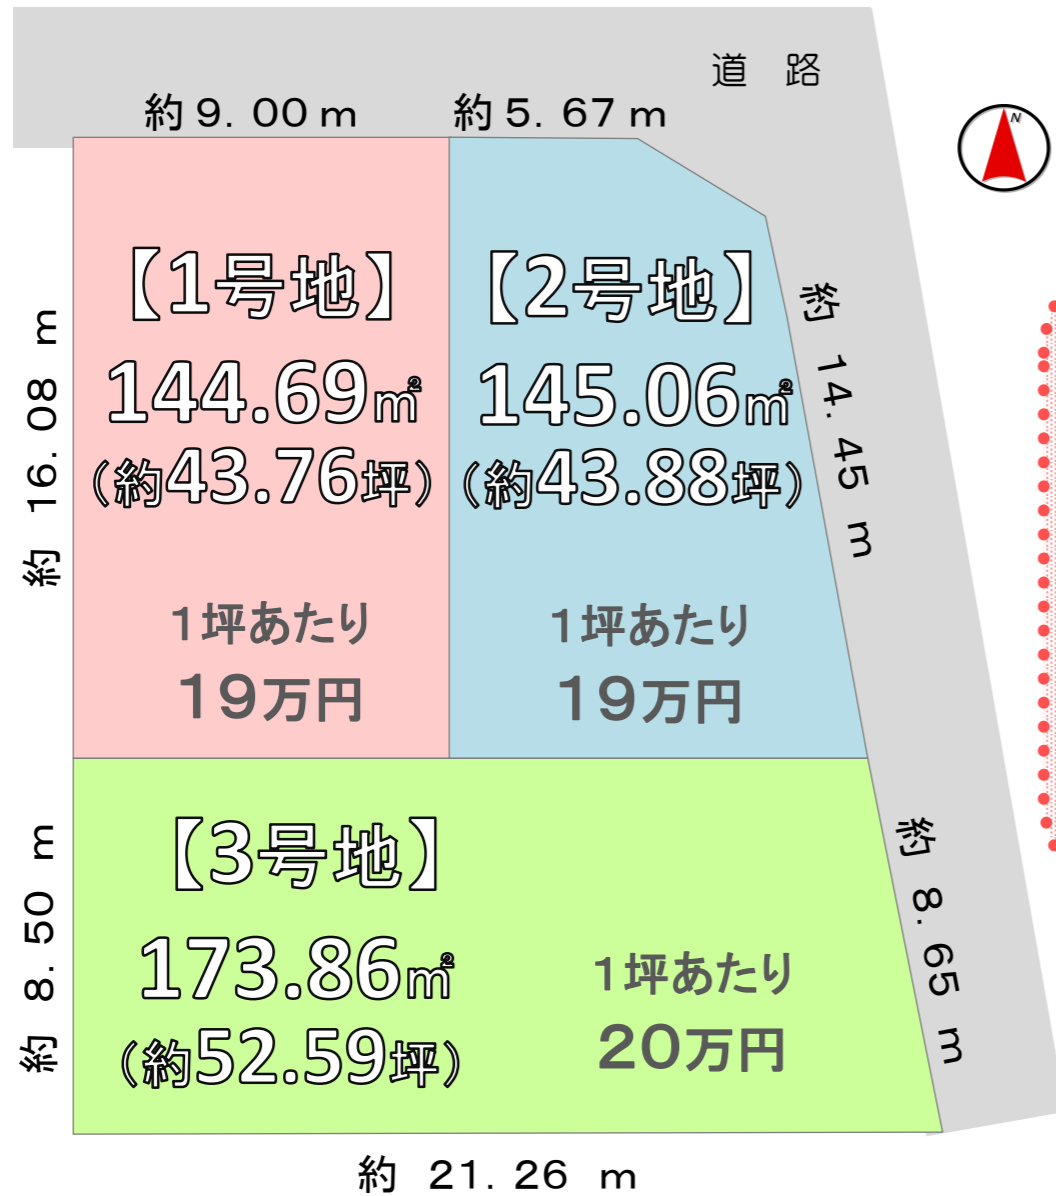 道 路
約9.00m
約5.67m
N
【1号地】
144.69㎡
(約43.76坪)
1坪あたり
19万円
【2号地】
145.06㎡
(約43.88坪)
1坪あたり
19万円
約 16.08 m
約 14.45 m
【3号地】
173.86㎡
(約52.59坪)
1坪あたり
20万円
約 8.50 m
約 8.65 m
約 21.26 m